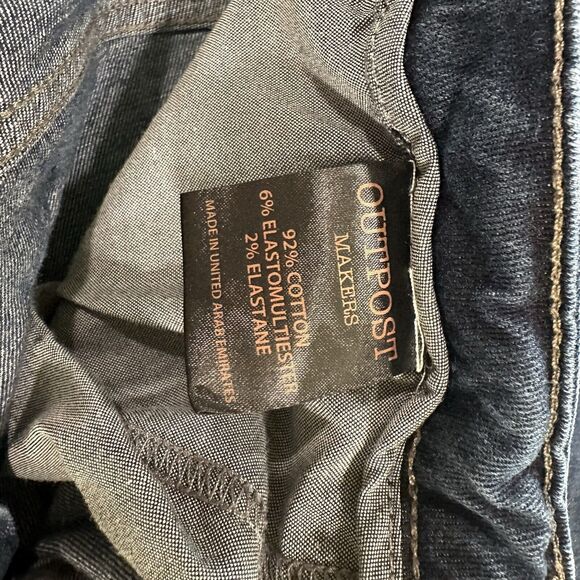 OUTPOST
MAKERS
92% COTTON
6% ELASTOMULTIESTER
2% ELASTANE
MADE IN UNITED ARAB EMIRATES